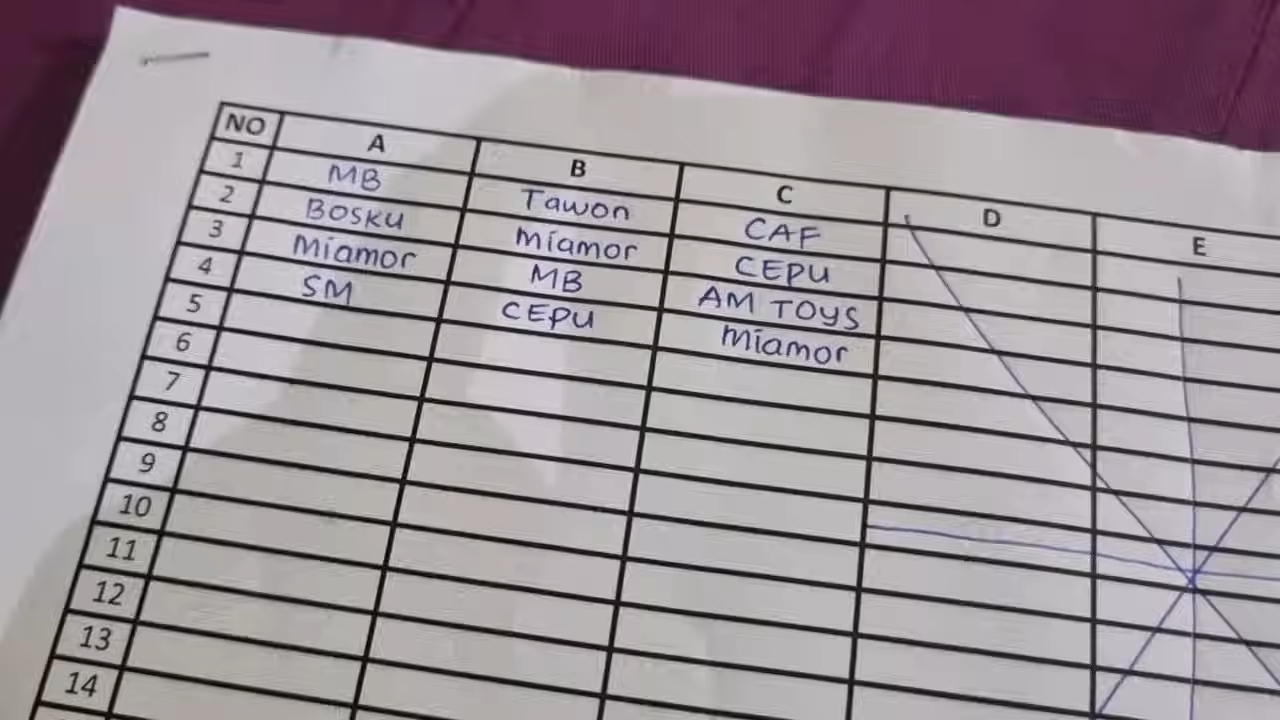 NO A B C D E
1 MB Tawon CAF
2 BOSKU Miamor CEPU
3 Miamor MB AM TOYS
4 SM CEPU Miamor
5
6
7
8
9
10
11
12
13
14